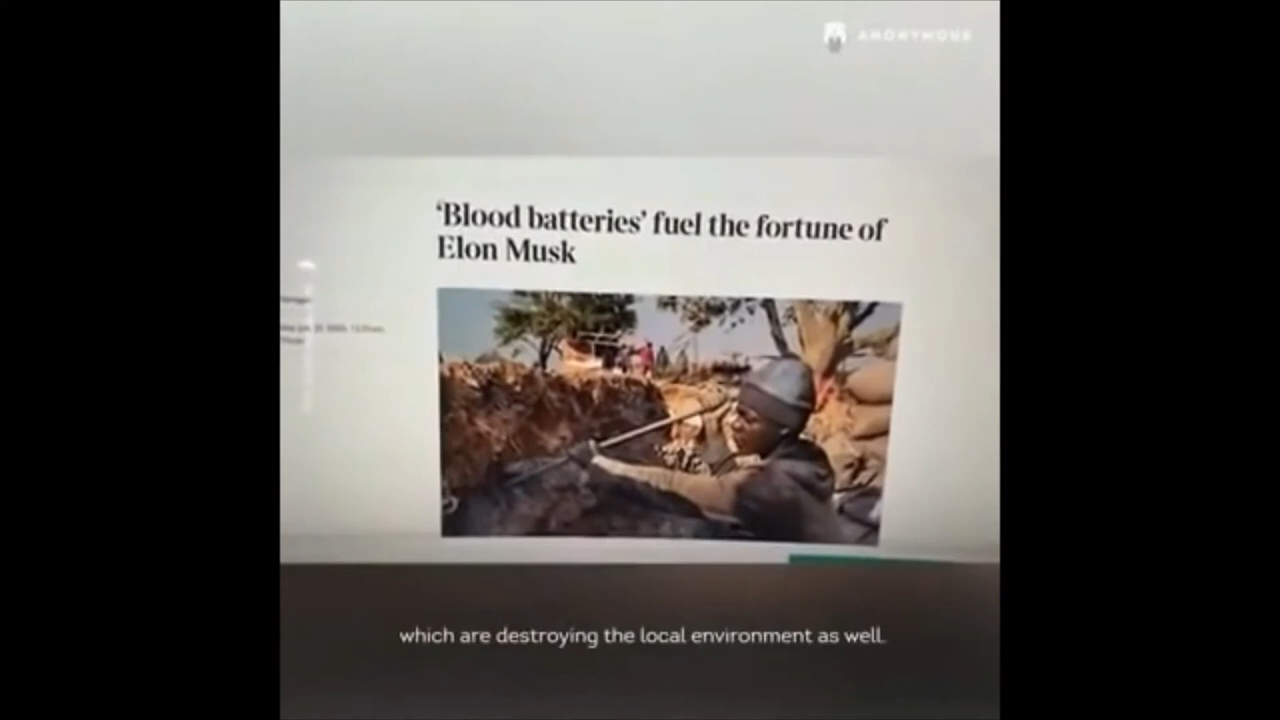 ANONYMOUS
‘Blood batteries’ fuel the fortune of
Elon Musk
which are destroying the local environment as well.